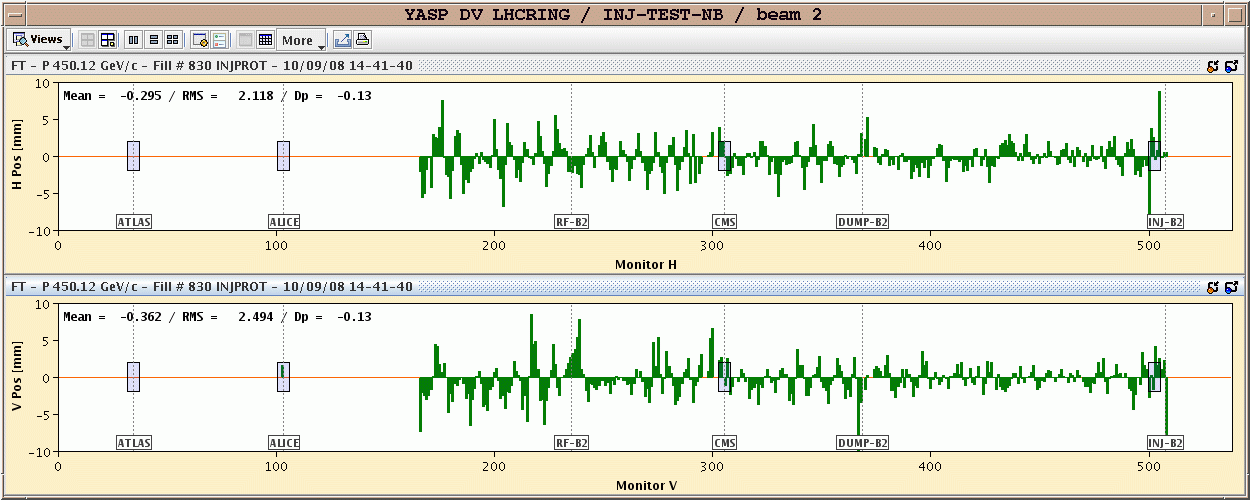 YASP DV LHCRING / INJ-TEST-NB / beam 2
Views More
FT - P 450.12 GeV/c - Fill # 830 INJPROT - 10/09/08 14-41-40
Mean = -0.295 / RMS = 2.118 / Dp = -0.13
H Pos [mm]
10
5
0
-5
-10
ATLAS ALICE RF-B2 CMS DUMP-B2 INJ-B2
0 100 200 300 400 500
Monitor H
FT - P 450.12 GeV/c - Fill # 830 INJPROT - 10/09/08 14-41-40
Mean = -0.362 / RMS = 2.494 / Dp = -0.13
V Pos [mm]
10
5
0
-5
-10
ATLAS ALICE RF-B2 CMS DUMP-B2 INJ-B2
0 100 200 300 400 500
Monitor V